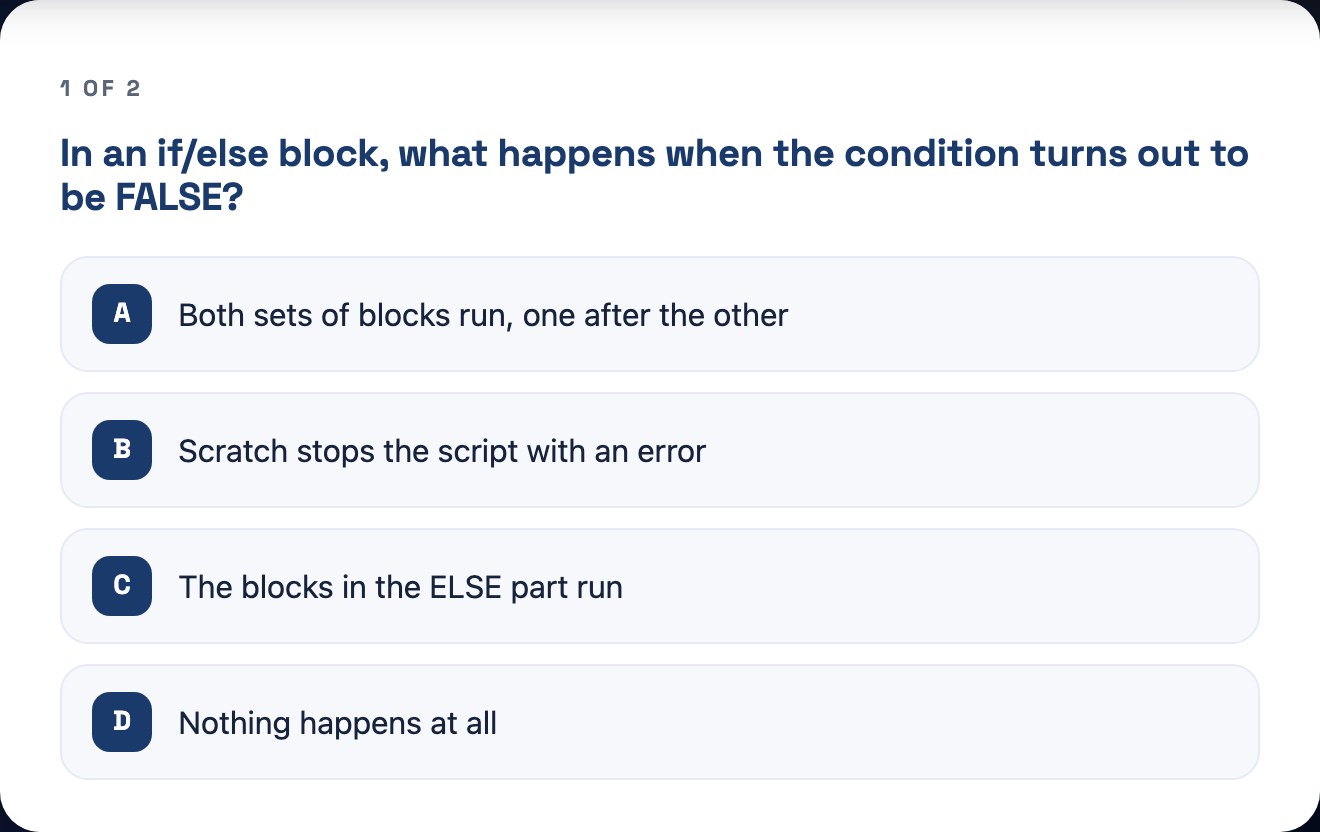 1 OF 2
In an if/else block, what happens when the condition turns out to
be FALSE?
A Both sets of blocks run, one after the other
B Scratch stops the script with an error
C The blocks in the ELSE part run
D Nothing happens at all